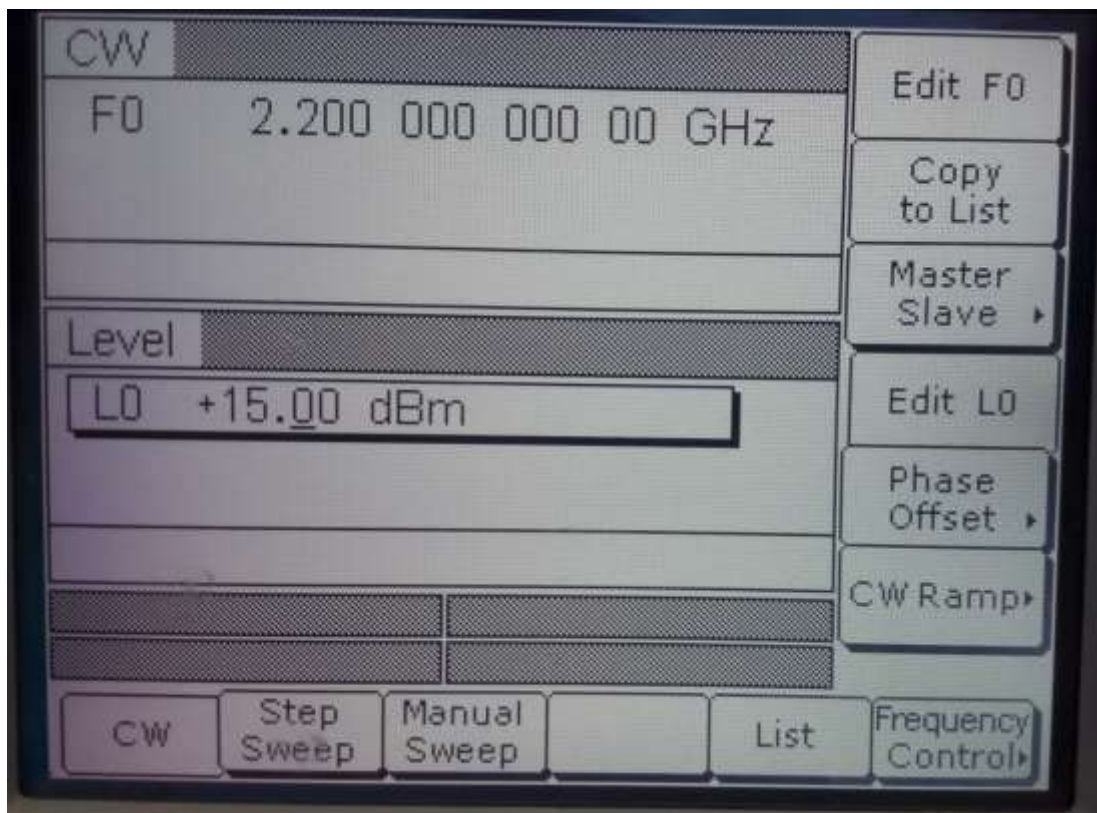 CW
F0 2.200 000 000 00 GHz
Level
L0 +15.00 dBm
Edit F0
Copy
to List
Master
Slave
Edit L0
Phase
Offset
CW Ramp
CW
Step
Sweep
Manual
Sweep
List
Frequency
Control